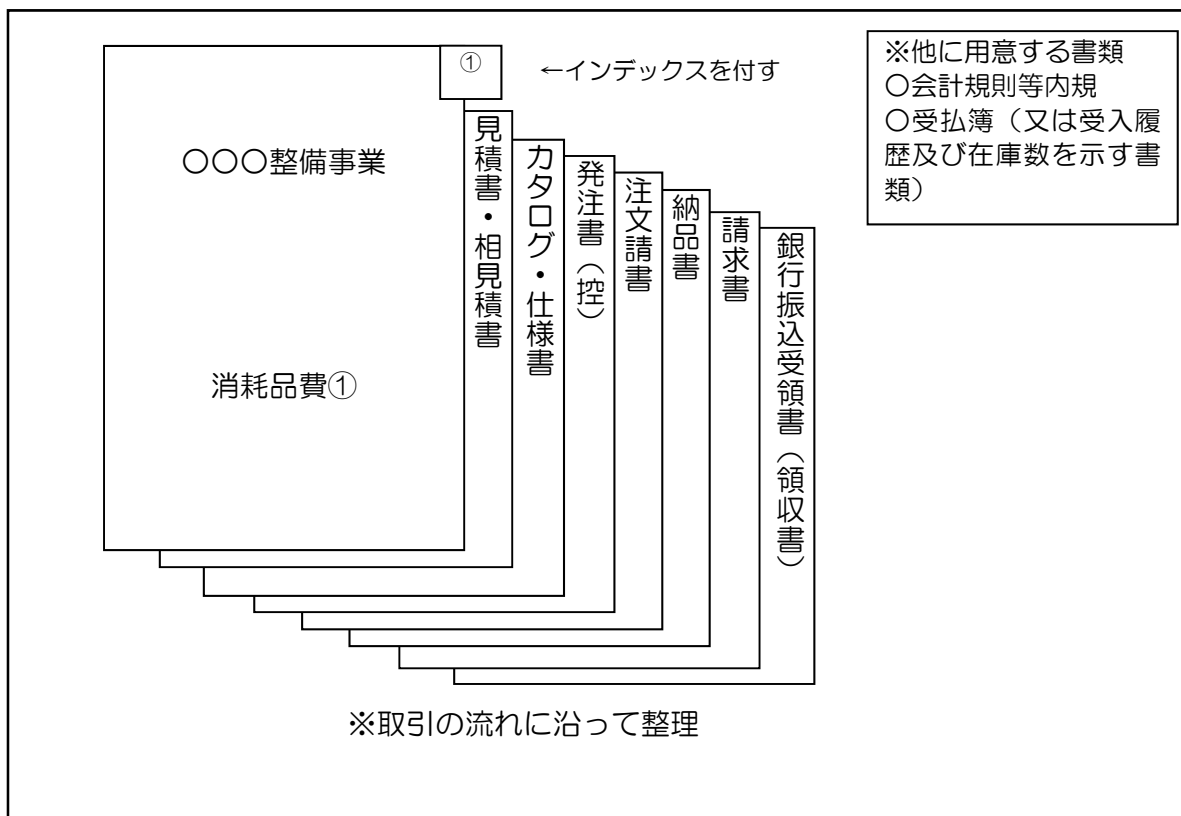 ①
←インデックスを付す
〇〇〇整備事業
消耗品費①
見積書・相見積書
カタログ・仕様書
発注書（控）
注文請書
納品書
請求書
銀行振込受領書（領収書）
※取引の流れに沿って整理
※他に用意する書類
〇会計規則等内規
〇受払簿（又は受入履
歴及び在庫数を示す書
類）